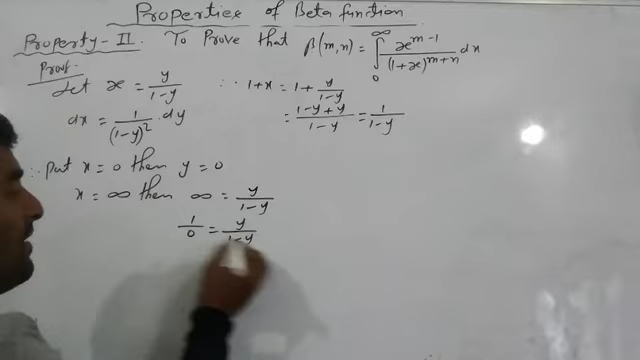 Properties of Beta function
Property-II. To Prove that β(m,n) = ∫₀^∞ x^(m-1)/(1+x)^(m+n) dx
Proof
Let x = y/(1-y) ∴ 1+x = 1 + y/(1-y)
dx = 1/(1-y)² · dy = (1-y+y)/(1-y) = 1/(1-y)
∴ put x = 0 then y = 0
x = ∞ then ∞ = y/(1-y)
1/0 = y/(1-y)